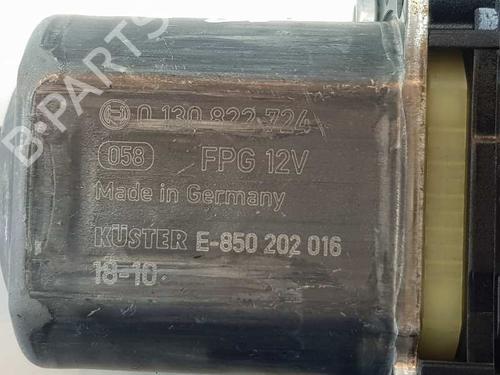 0 130 822 724
058 FPG 12V
Made in Germany
KÜSTER E-850 202 016
18-10
B-PARTS